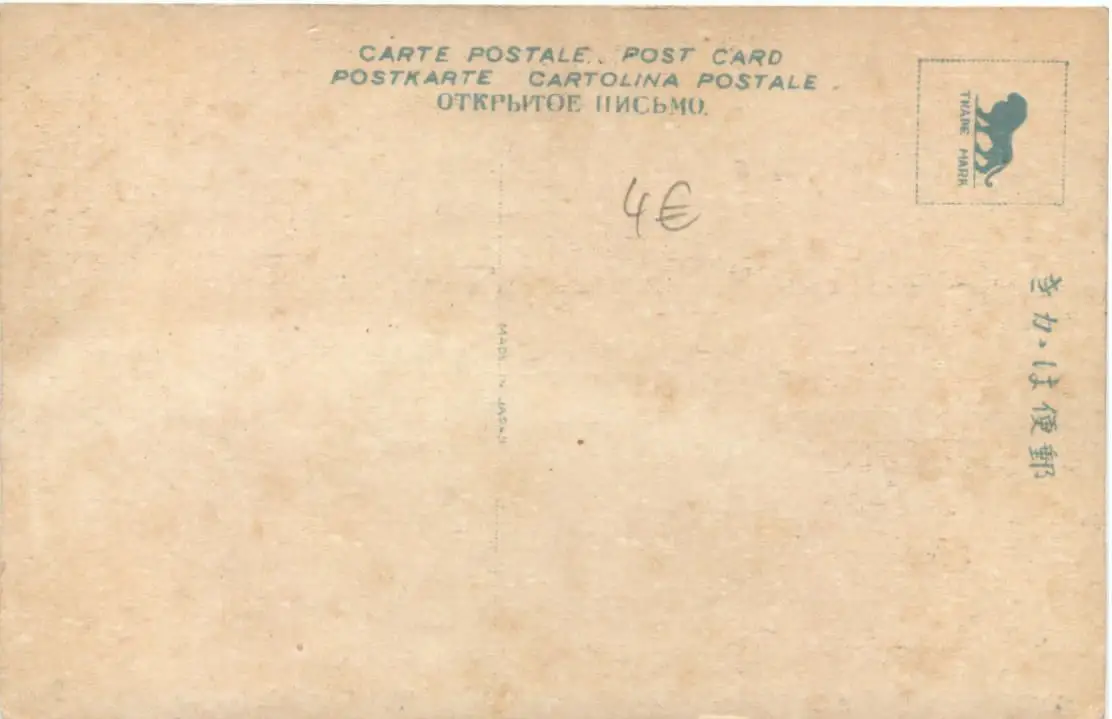 CARTE POSTALE. POST CARD
POSTKARTE CARTOLINA POSTALE
ОТКРЫТОЕ ПИСЬМО.
TRADE MARK
4€
MADE IN JAPAN
きか・は便郵